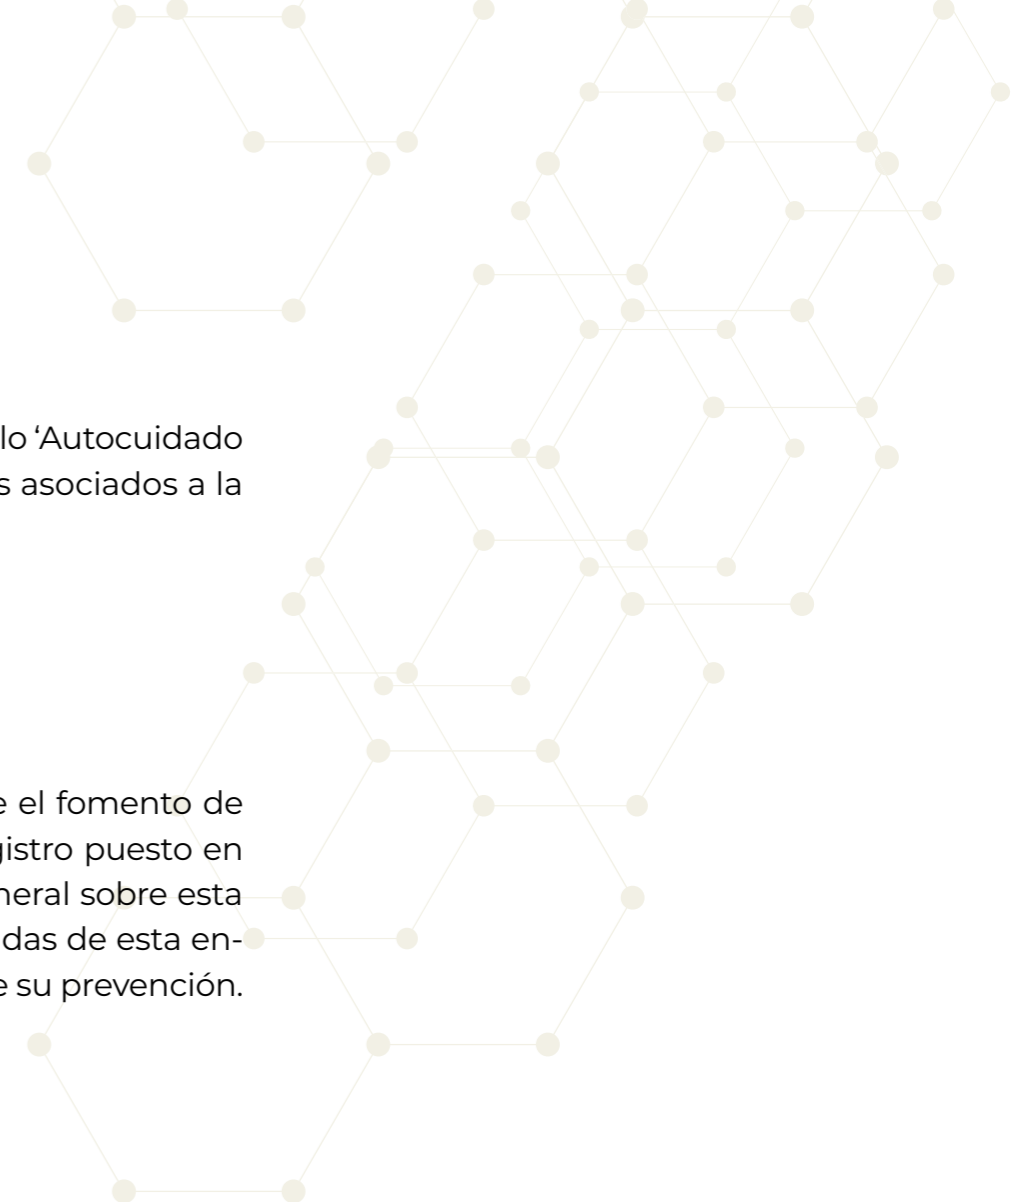 lo ‘Autocuidado
s asociados a la
e el fomento de
gistro puesto en
neral sobre esta
das de esta en-
e su prevención.